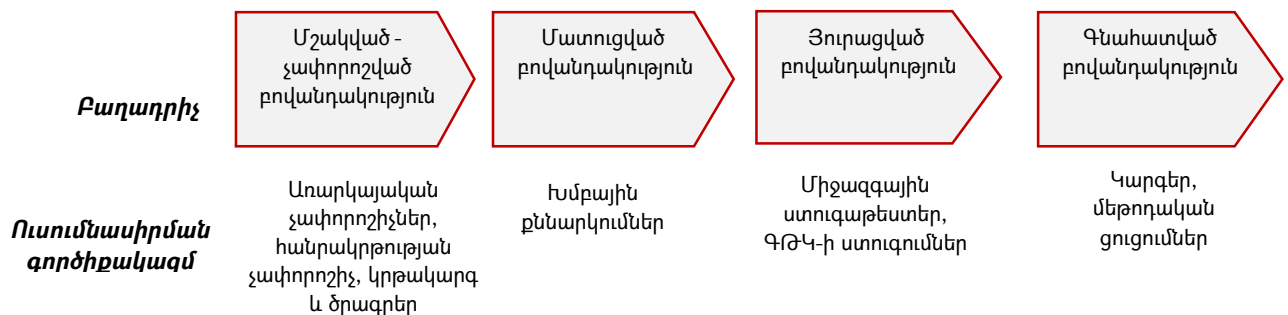 Բաղադրիչ
Մշակված -
չափորոշված
բովանդակություն
Մատուցված
բովանդակություն
Յուրացված
բովանդակություն
Գնահատված
բովանդակություն
Ուսումնասիրման
գործիքակազմ
Առարկայական
չափորոշիչներ,
հանրակրթության
չափորոշիչ, կրթակարգ
և ծրագրեր
Խմբային
քննարկումներ
Միջազգային
ստուգաթեստեր,
ԳԹԿ-ի ստուգումներ
Կարգեր,
մեթոդական
ցուցումներ